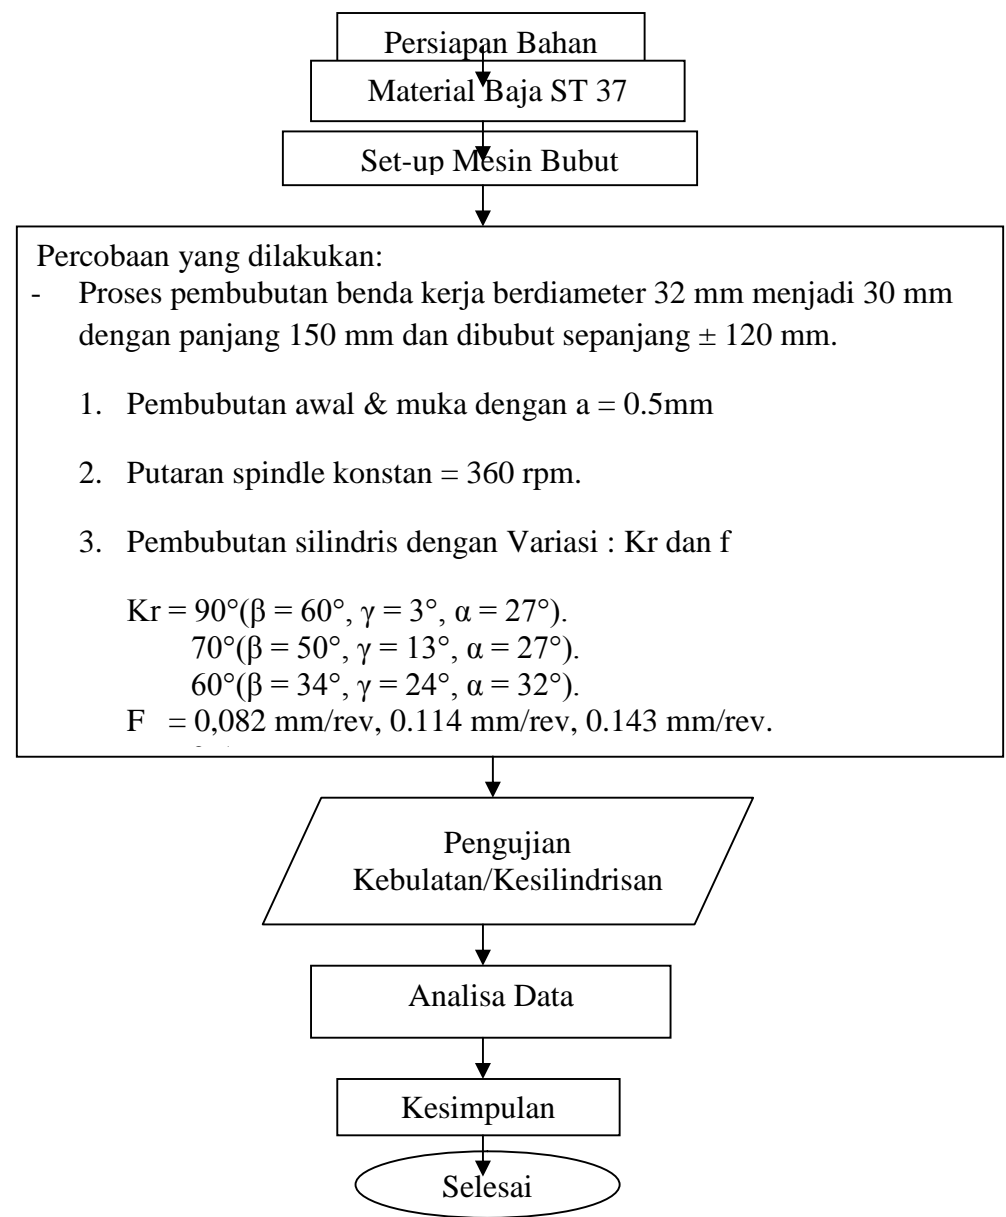 Persiapan Bahan
Material Baja ST 37
Set-up Mesin Bubut
Percobaan yang dilakukan:
- Proses pembubutan benda kerja berdiameter 32 mm menjadi 30 mm
dengan panjang 150 mm dan dibubut sepanjang ± 120 mm.
1. Pembubutan awal & muka dengan a = 0.5mm
2. Putaran spindle konstan = 360 rpm.
3. Pembubutan silindris dengan Variasi : Kr dan f
Kr = 90°(β = 60°, γ = 3°, α = 27°).
70°(β = 50°, γ = 13°, α = 27°).
60°(β = 34°, γ = 24°, α = 32°).
F = 0,082 mm/rev, 0.114 mm/rev, 0.143 mm/rev.
Pengujian
Kebulatan/Kesilindrisan
Analisa Data
Kesimpulan
Selesai